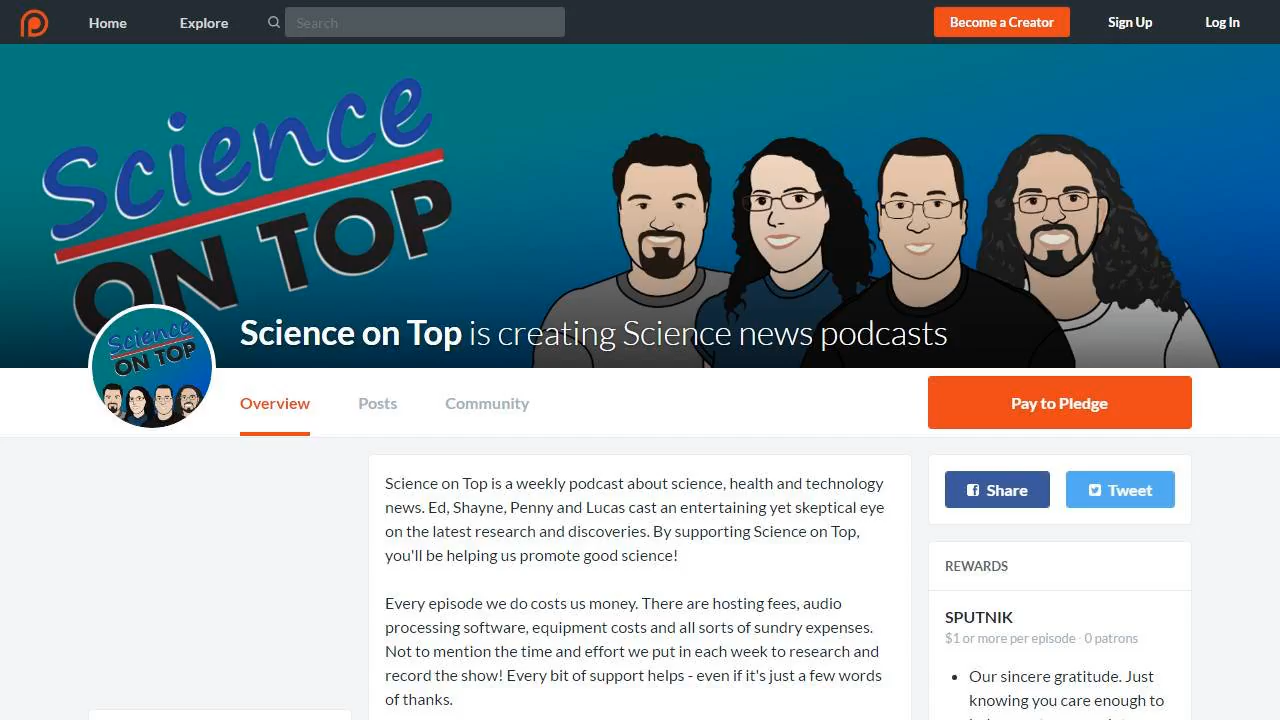 Home
Explore
Search
Become a Creator
Sign Up
Log In
Science
ON TOP
Science
ON TOP
Science on Top is creating Science news podcasts
Overview
Posts
Community
Pay to Pledge
Science on Top is a weekly podcast about science, health and technology
news. Ed, Shayne, Penny and Lucas cast an entertaining yet skeptical eye
on the latest research and discoveries. By supporting Science on Top,
you'll be helping us promote good science!
Every episode we do costs us money. There are hosting fees, audio
processing software, equipment costs and all sorts of sundry expenses.
Not to mention the time and effort we put in each week to research and
record the show! Every bit of support helps - even if it's just a few words
of thanks.
Share
Tweet
REWARDS
SPUTNIK
$1 or more per episode · 0 patrons
• Our sincere gratitude. Just
knowing you care enough to